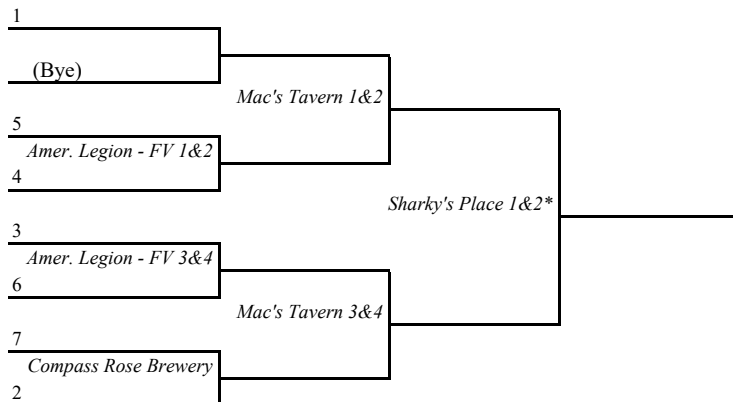 1
(Bye)
Mac's Tavern 1&2
5
Amer. Legion - FV 1&2
4
Sharky's Place 1&2*
3
Amer. Legion - FV 3&4
6
Mac's Tavern 3&4
7
Compass Rose Brewery
2